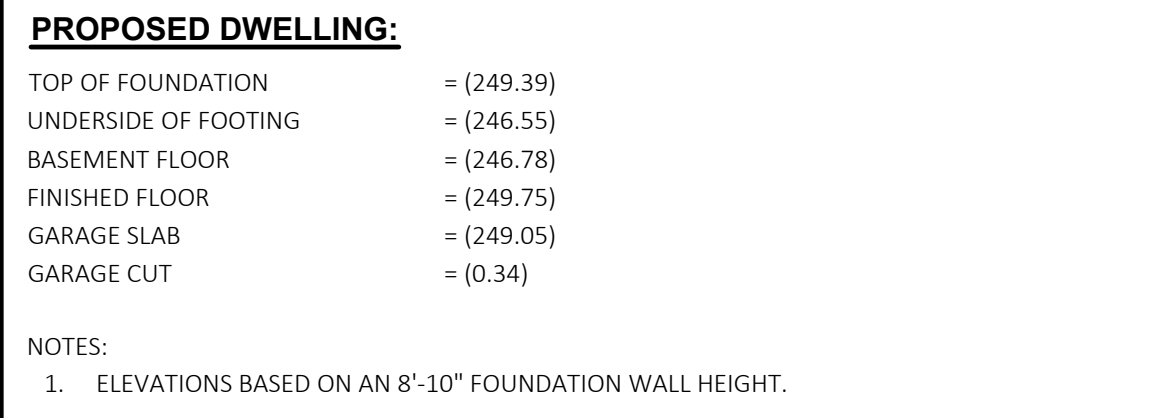 PROPOSED DWELLING:
TOP OF FOUNDATION = (249.39)
UNDERSIDE OF FOOTING = (246.55)
BASEMENT FLOOR = (246.78)
FINISHED FLOOR = (249.75)
GARAGE SLAB = (249.05)
GARAGE CUT = (0.34)
NOTES:
1. ELEVATIONS BASED ON AN 8'-10" FOUNDATION WALL HEIGHT.